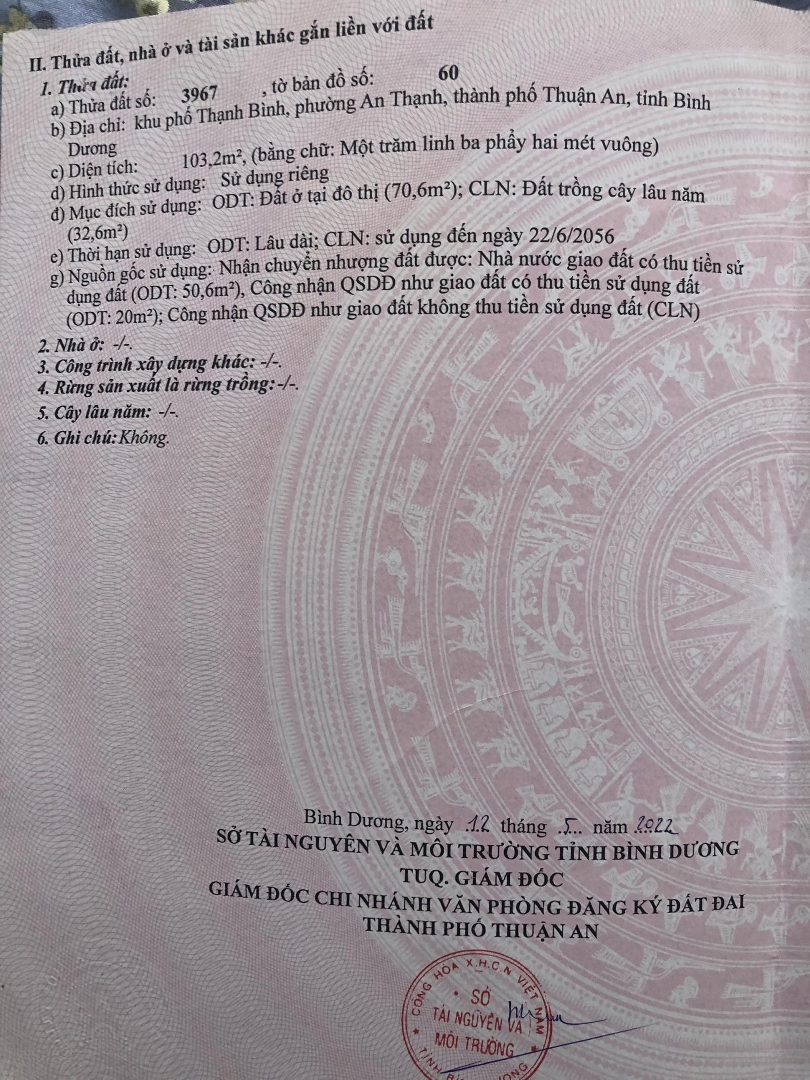 II. Thửa đất, nhà ở và tài sản khác gắn liền với đất
1. Thửa đất:
a) Thửa đất số: 3967 , tờ bản đồ số: 60
b) Địa chỉ: khu phố Thạnh Bình, phường An Thạnh, thành phố Thuận An, tỉnh Bình
Dương
c) Diện tích: 103,2m², (bằng chữ: Một trăm linh ba phẩy hai mét vuông)
d) Hình thức sử dụng: Sử dụng riêng
đ) Mục đích sử dụng: ODT: Đất ở tại đô thị (70,6m²); CLN: Đất trồng cây lâu năm
(32,6m²)
e) Thời hạn sử dụng: ODT: Lâu dài; CLN: sử dụng đến ngày 22/6/2056
g) Nguồn gốc sử dụng: Nhận chuyển nhượng đất được: Nhà nước giao đất có thu tiền sử
dụng đất (ODT: 50,6m²), Công nhận QSDĐ như giao đất có thu tiền sử dụng đất
(ODT: 20m²); Công nhận QSDĐ như giao đất không thu tiền sử dụng đất (CLN)
2. Nhà ở: -/-.
3. Công trình xây dựng khác: -/-.
4. Rừng sản xuất là rừng trồng: -/-.
5. Cây lâu năm: -/-.
6. Ghi chú: Không.
Bình Dương, ngày 12 tháng 5 năm 2022
SỞ TÀI NGUYÊN VÀ MÔI TRƯỜNG TỈNH BÌNH DƯƠNG
TUQ. GIÁM ĐỐC
GIÁM ĐỐC CHI NHÁNH VĂN PHÒNG ĐĂNG KÝ ĐẤT ĐAI
THÀNH PHỐ THUẬN AN
CỘNG HÒA X.H.C.N VIỆT NAM
SỞ
TÀI NGUYÊN VÀ
MÔI TRƯỜNG